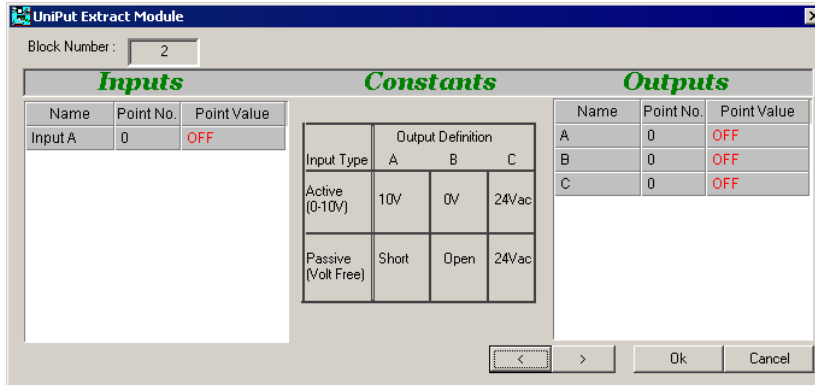 UniPut Extract Module
Block Number : 2
Inputs Constants Outputs
Name Point No. Point Value
Input A 0 OFF
Output Definition
Input Type A B C
Active (0-10V) 10V 0V 24Vac
Passive (Volt Free) Short Open 24Vac
Name Point No. Point Value
A 0 OFF
B 0 OFF
C 0 OFF
< > Ok Cancel